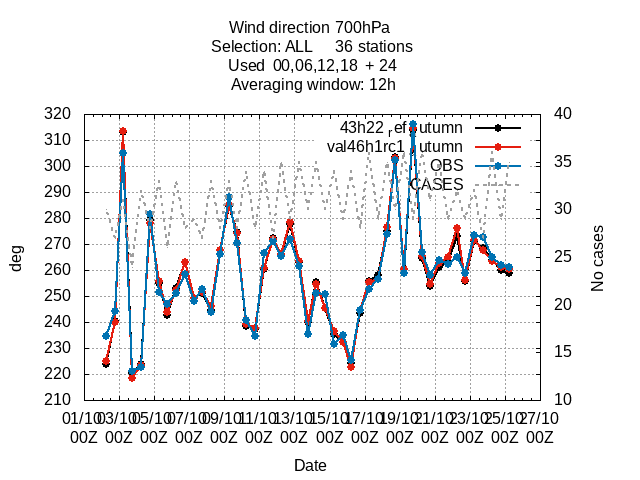 Wind direction 700hPa
Selection: ALL 36 stations
Used 00,06,12,18 + 24
Averaging window: 12h
43h22_ref_autumn
val46h1rc1_autumn
OBS
CASES
320
310
300
290
280
270
260
250
240
230
220
210
deg
40
35
30
25
20
15
10
No cases
01/10 03/10 05/10 07/10 09/10 11/10 13/10 15/10 17/10 19/10 21/10 23/10 25/10 27/10
00Z 00Z 00Z 00Z 00Z 00Z 00Z 00Z 00Z 00Z 00Z 00Z 00Z 00Z
Date